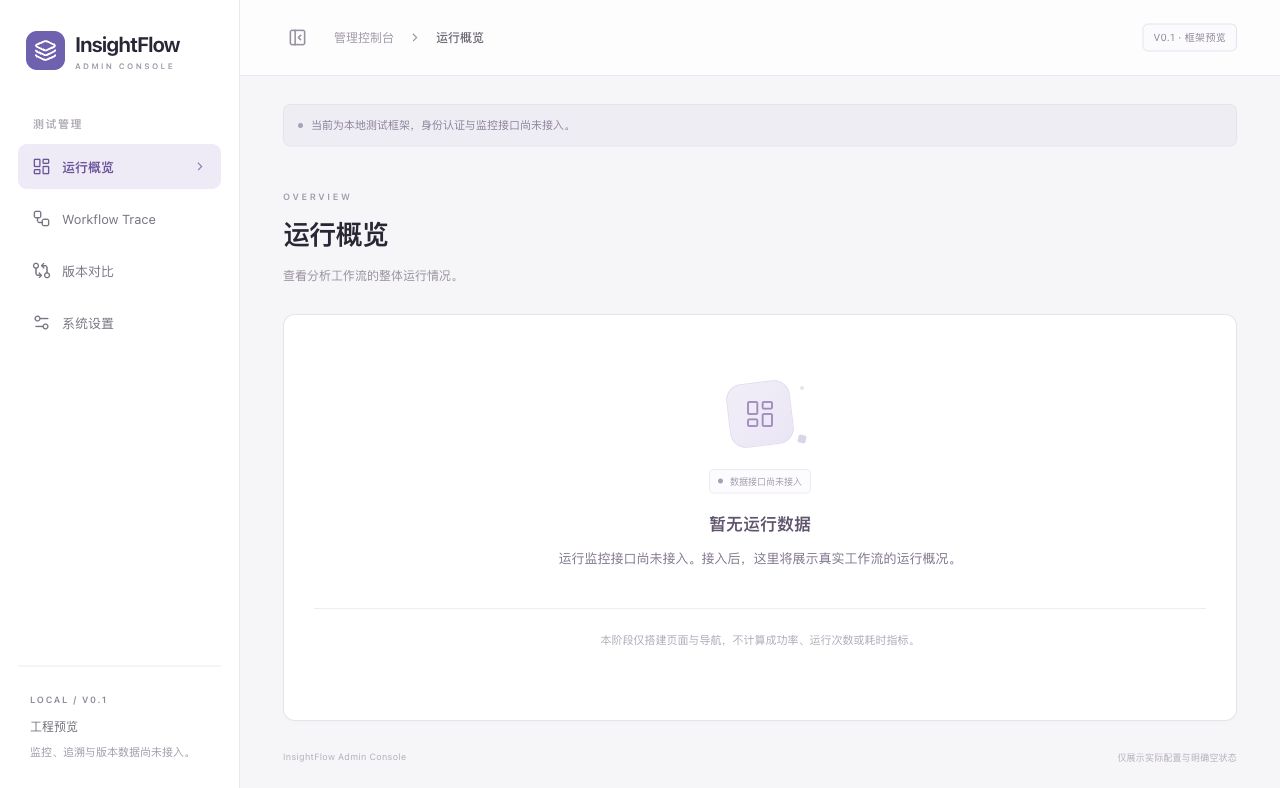 InsightFlow
ADMIN CONSOLE
测试管理
运行概览
Workflow Trace
版本对比
系统设置
LOCAL / V0.1
工程预览
监控、追溯与版本数据尚未接入。
管理控制台
运行概览
V0.1 · 框架预览
当前为本地测试框架，身份认证与监控接口尚未接入。
OVERVIEW
运行概览
查看分析工作流的整体运行情况。
数据接口尚未接入
暂无运行数据
运行监控接口尚未接入。接入后，这里将展示真实工作流的运行概况。
本阶段仅搭建页面与导航，不计算成功率、运行次数或耗时指标。
InsightFlow Admin Console
仅展示实际配置与明确空状态